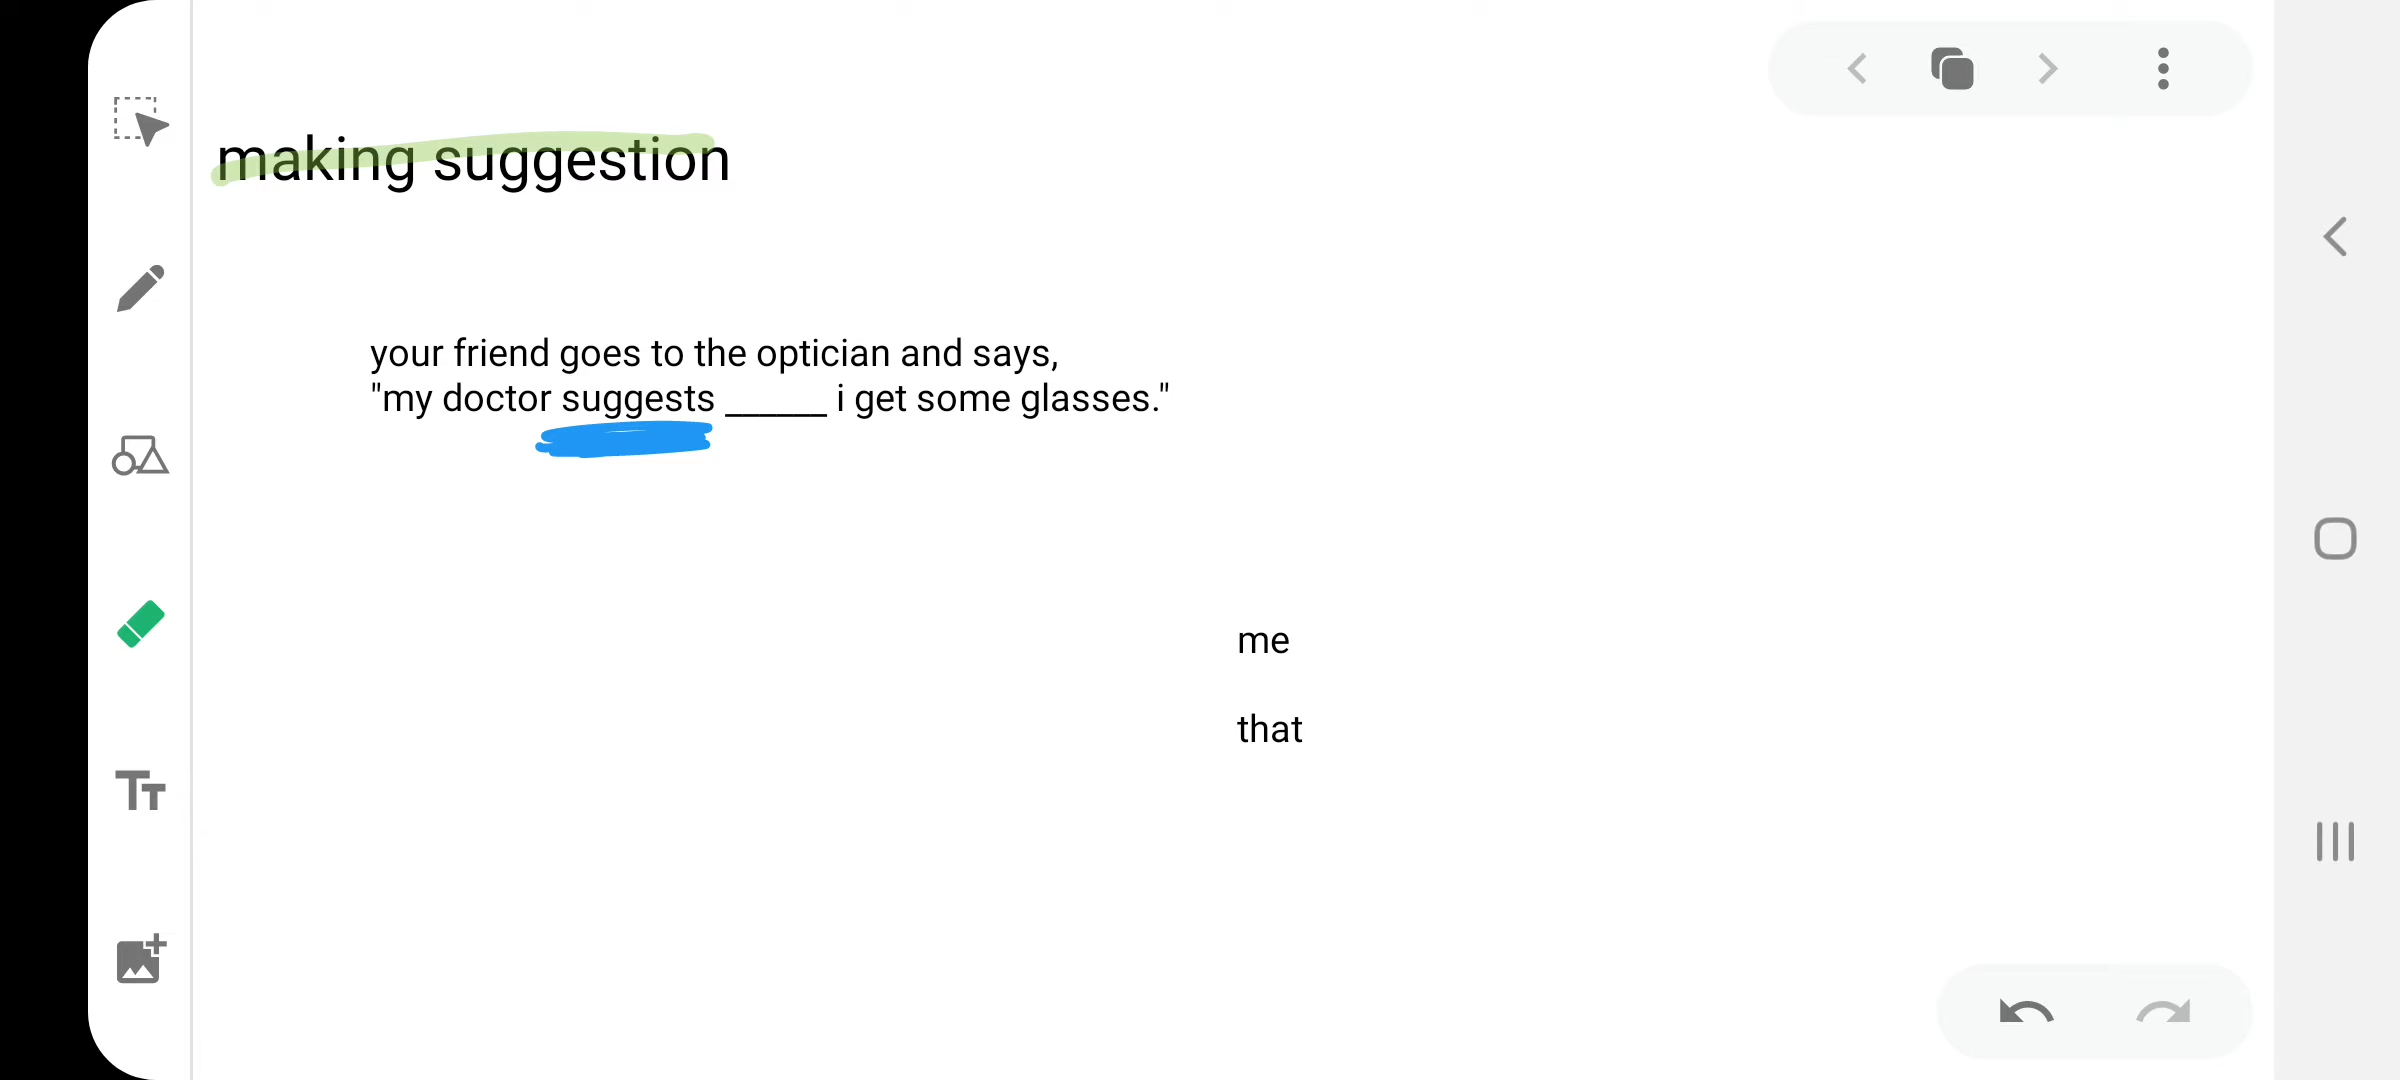 making suggestion
your friend goes to the optician and says,
"my doctor suggests ______ i get some glasses."
me
that